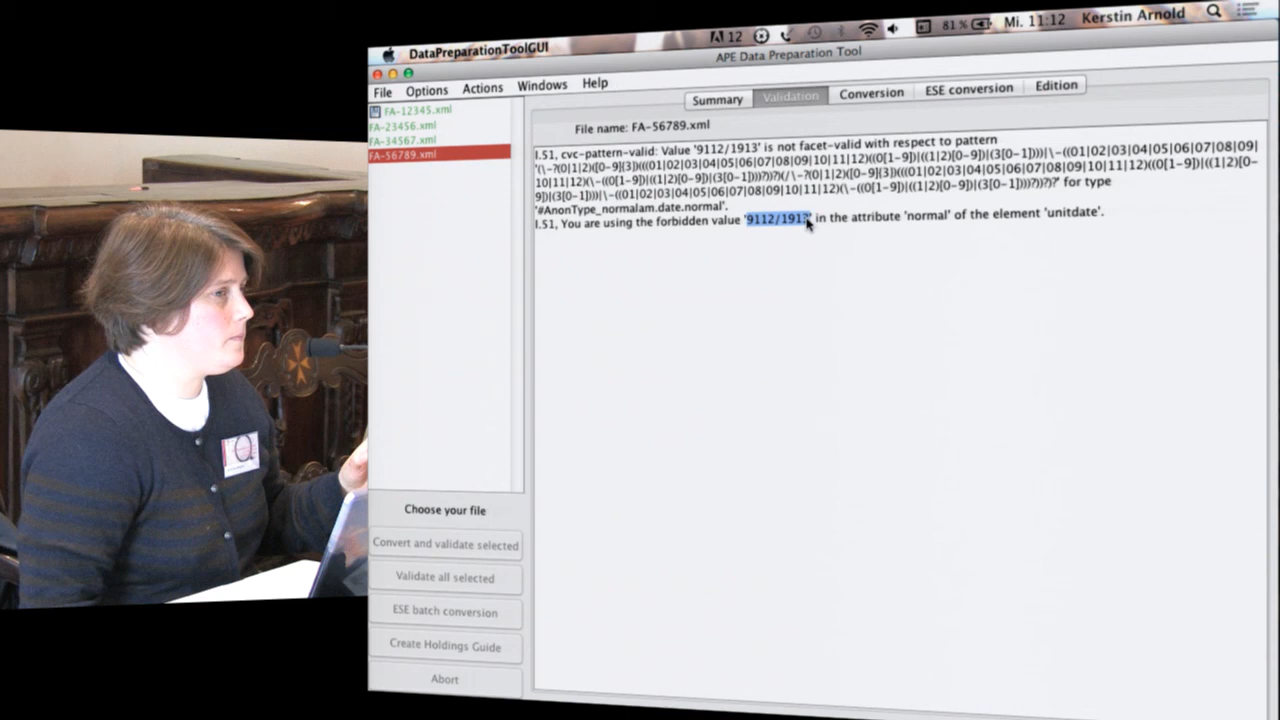 DataPreparationToolGUI
12
81%
Mi. 11:12
Kerstin Arnold
APE Data Preparation Tool
File Options Actions Windows Help
Summary Validation Conversion ESE conversion Edition
FA-12345.xml
FA-23456.xml
FA-34567.xml
FA-56789.xml
File name: FA-56789.xml
l.51, cvc-pattern-valid: Value '9112/1913' is not facet-valid with respect to pattern
for type
'#AnonType_normalam.date.normal'.
l.51, You are using the forbidden value '9112/1913' in the attribute 'normal' of the element 'unitdate'.
Choose your file
Convert and validate selected
Validate all selected
ESE batch conversion
Create Holdings Guide
Abort